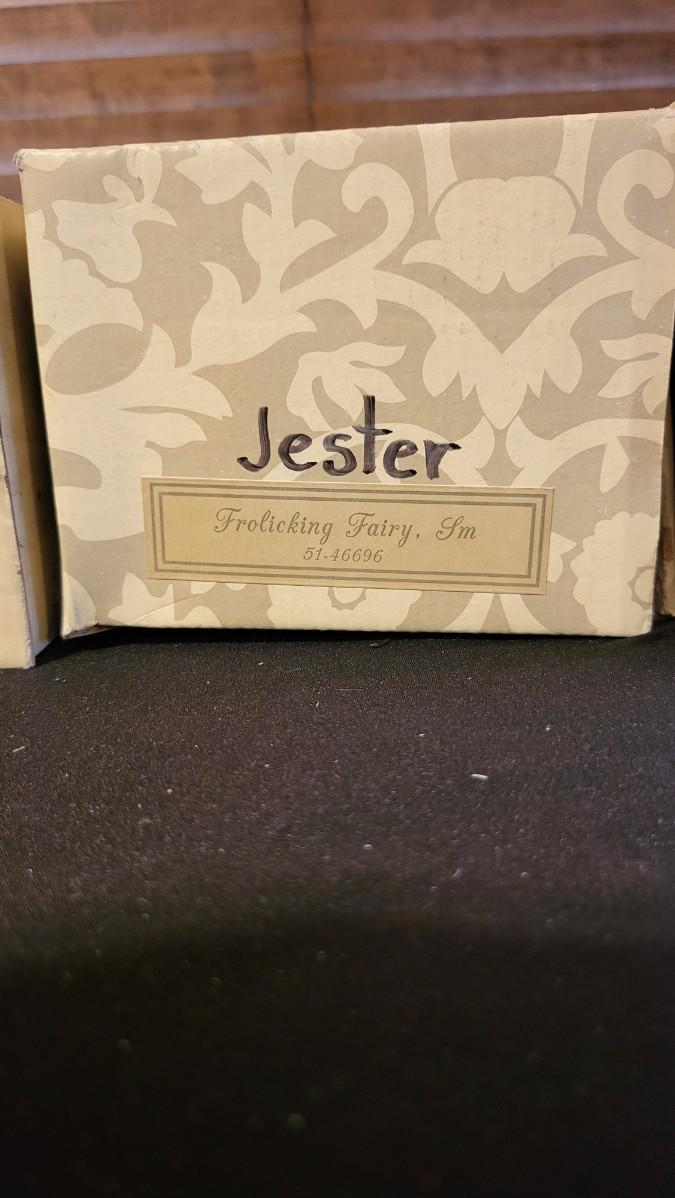 Jester
Frolicking Fairy, Sm
51-46696